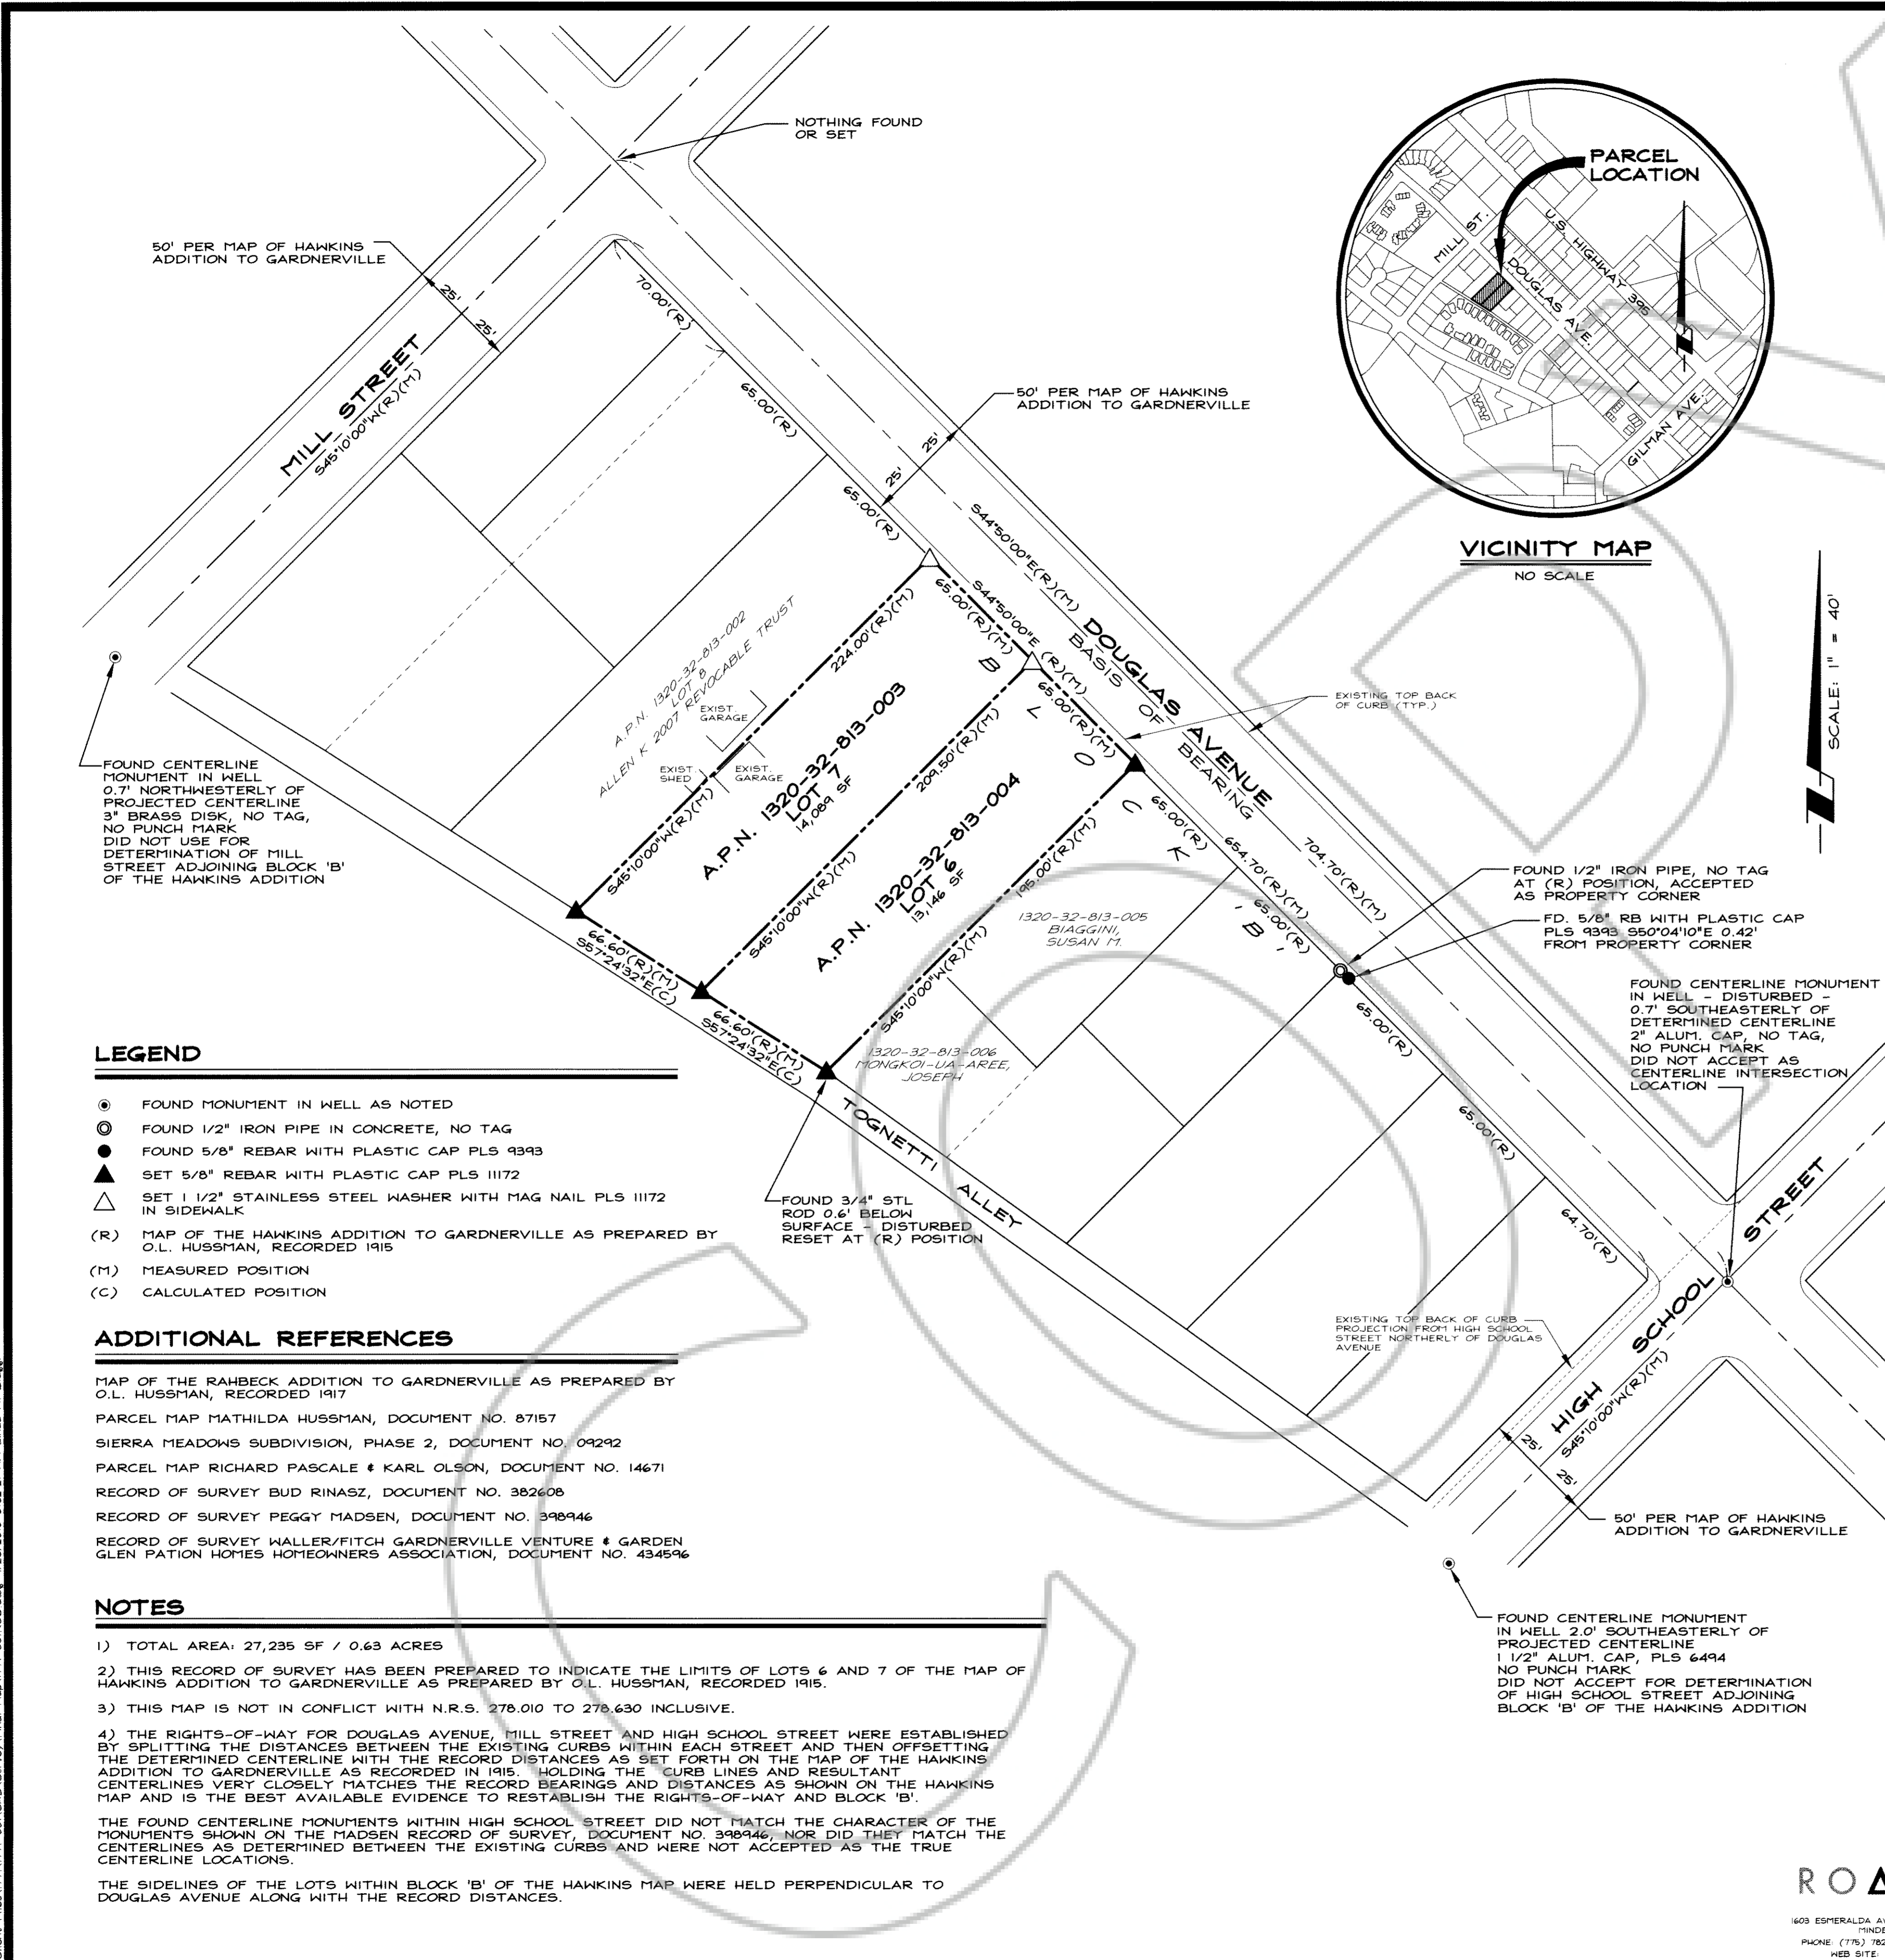 NOTHING FOUND
OR SET
50' PER MAP OF HAWKINS
ADDITION TO GARDNERVILLE
25'
25'
MILL STREET
S45°10'00"W(R)(M)
70.00'(R)
65.00'(R)
65.00'(R)
50' PER MAP OF HAWKINS
ADDITION TO GARDNERVILLE
25'
25'
S44°50'00"E(R)(M)
DOUGLAS AVENUE
BASIS OF BEARING
PARCEL
LOCATION
MILL ST.
U.S. HIGHWAY 395
DOUGLAS AVE.
GILMAN AVE.
VICINITY MAP
NO SCALE
SCALE: 1" = 40'
65.00'(R)(M)
S44°50'00"E (R)(M)
65.00'(R)(M)
BLOCK 'B'
A.P.N. 1320-32-813-002
LOT 8
ALLEN K 2007 REVOCABLE TRUST
EXIST.
GARAGE
EXIST.
SHED
EXIST.
GARAGE
224.00'(R)(M)
S45°10'00"W(R)(M)
A.P.N. 1320-32-813-003
LOT 7
14,089 SF
209.50'(R)(M)
S45°10'00"W(R)(M)
A.P.N. 1320-32-813-004
LOT 6
13,146 SF
195.00'(R)(M)
S45°10'00"W(R)(M)
EXISTING TOP BACK
OF CURB (TYP.)
65.00'(R)
654.70'(R)(M)
704.70'(R)(M)
65.00'(R)
1320-32-813-005
BIAGGINI,
SUSAN M.
1320-32-813-006
MONGKOI-UA-AREE,
JOSEPH
66.60'(R)(M)
S57°24'32"E(C)
66.60'(R)(M)
S57°24'32"E(C)
TOGNETTI ALLEY
FOUND CENTERLINE
MONUMENT IN WELL
0.7' NORTHWESTERLY OF
PROJECTED CENTERLINE
3" BRASS DISK, NO TAG,
NO PUNCH MARK
DID NOT USE FOR
DETERMINATION OF MILL
STREET ADJOINING BLOCK 'B'
OF THE HAWKINS ADDITION
FOUND 1/2" IRON PIPE, NO TAG
AT (R) POSITION, ACCEPTED
AS PROPERTY CORNER
FD. 5/8" RB WITH PLASTIC CAP
PLS 9393 S50°04'10"E 0.42'
FROM PROPERTY CORNER
FOUND CENTERLINE MONUMENT
IN WELL - DISTURBED -
0.7' SOUTHEASTERLY OF
DETERMINED CENTERLINE
2" ALUM. CAP, NO TAG,
NO PUNCH MARK
DID NOT ACCEPT AS
CENTERLINE INTERSECTION
LOCATION
65.00'(R)
65.00'(R)
64.70'(R)
FOUND 3/4" STL
ROD 0.6' BELOW
SURFACE - DISTURBED
RESET AT (R) POSITION
EXISTING TOP BACK OF CURB
PROJECTION FROM HIGH SCHOOL
STREET NORTHERLY OF DOUGLAS
AVENUE
HIGH SCHOOL STREET
S45°10'00"W(R)(M)
25'
25'
50' PER MAP OF HAWKINS
ADDITION TO GARDNERVILLE
FOUND CENTERLINE MONUMENT
IN WELL 2.0' SOUTHEASTERLY OF
PROJECTED CENTERLINE
1 1/2" ALUM. CAP, PLS 6494
NO PUNCH MARK
DID NOT ACCEPT FOR DETERMINATION
OF HIGH SCHOOL STREET ADJOINING
BLOCK 'B' OF THE HAWKINS ADDITION
LEGEND
FOUND MONUMENT IN WELL AS NOTED
FOUND 1/2" IRON PIPE IN CONCRETE, NO TAG
FOUND 5/8" REBAR WITH PLASTIC CAP PLS 9393
SET 5/8" REBAR WITH PLASTIC CAP PLS 11172
SET 1 1/2" STAINLESS STEEL WASHER WITH MAG NAIL PLS 11172
IN SIDEWALK
(R) MAP OF THE HAWKINS ADDITION TO GARDNERVILLE AS PREPARED BY
O.L. HUSSMAN, RECORDED 1915
(M) MEASURED POSITION
(C) CALCULATED POSITION
ADDITIONAL REFERENCES
MAP OF THE RAHBECK ADDITION TO GARDNERVILLE AS PREPARED BY
O.L. HUSSMAN, RECORDED 1917
PARCEL MAP MATHILDA HUSSMAN, DOCUMENT NO. 87157
SIERRA MEADOWS SUBDIVISION, PHASE 2, DOCUMENT NO. 09292
PARCEL MAP RICHARD PASCALE & KARL OLSON, DOCUMENT NO. 14671
RECORD OF SURVEY BUD RINASZ, DOCUMENT NO. 382608
RECORD OF SURVEY PEGGY MADSEN, DOCUMENT NO. 398946
RECORD OF SURVEY WALLER/FITCH GARDNERVILLE VENTURE & GARDEN
GLEN PATION HOMES HOMEOWNERS ASSOCIATION, DOCUMENT NO. 434596
NOTES
1) TOTAL AREA: 27,235 SF / 0.63 ACRES
2) THIS RECORD OF SURVEY HAS BEEN PREPARED TO INDICATE THE LIMITS OF LOTS 6 AND 7 OF THE MAP OF
HAWKINS ADDITION TO GARDNERVILLE AS PREPARED BY O.L. HUSSMAN, RECORDED 1915.
3) THIS MAP IS NOT IN CONFLICT WITH N.R.S. 278.010 TO 278.630 INCLUSIVE.
4) THE RIGHTS-OF-WAY FOR DOUGLAS AVENUE, MILL STREET AND HIGH SCHOOL STREET WERE ESTABLISHED
BY SPLITTING THE DISTANCES BETWEEN THE EXISTING CURBS WITHIN EACH STREET AND THEN OFFSETTING
THE DETERMINED CENTERLINE WITH THE RECORD DISTANCES AS SET FORTH ON THE MAP OF THE HAWKINS
ADDITION TO GARDNERVILLE AS RECORDED IN 1915. HOLDING THE CURB LINES AND RESULTANT
CENTERLINES VERY CLOSELY MATCHES THE RECORD BEARINGS AND DISTANCES AS SHOWN ON THE HAWKINS
MAP AND IS THE BEST AVAILABLE EVIDENCE TO RESTABLISH THE RIGHTS-OF-WAY AND BLOCK 'B'.
THE FOUND CENTERLINE MONUMENTS WITHIN HIGH SCHOOL STREET DID NOT MATCH THE CHARACTER OF THE
MONUMENTS SHOWN ON THE MADSEN RECORD OF SURVEY, DOCUMENT NO. 398946, NOR DID THEY MATCH THE
CENTERLINES AS DETERMINED BETWEEN THE EXISTING CURBS AND WERE NOT ACCEPTED AS THE TRUE
CENTERLINE LOCATIONS.
THE SIDELINES OF THE LOTS WITHIN BLOCK 'B' OF THE HAWKINS MAP WERE HELD PERPENDICULAR TO
DOUGLAS AVENUE ALONG WITH THE RECORD DISTANCES.
1603 ESMERALDA
PHONE: (775)
WEB SITE: